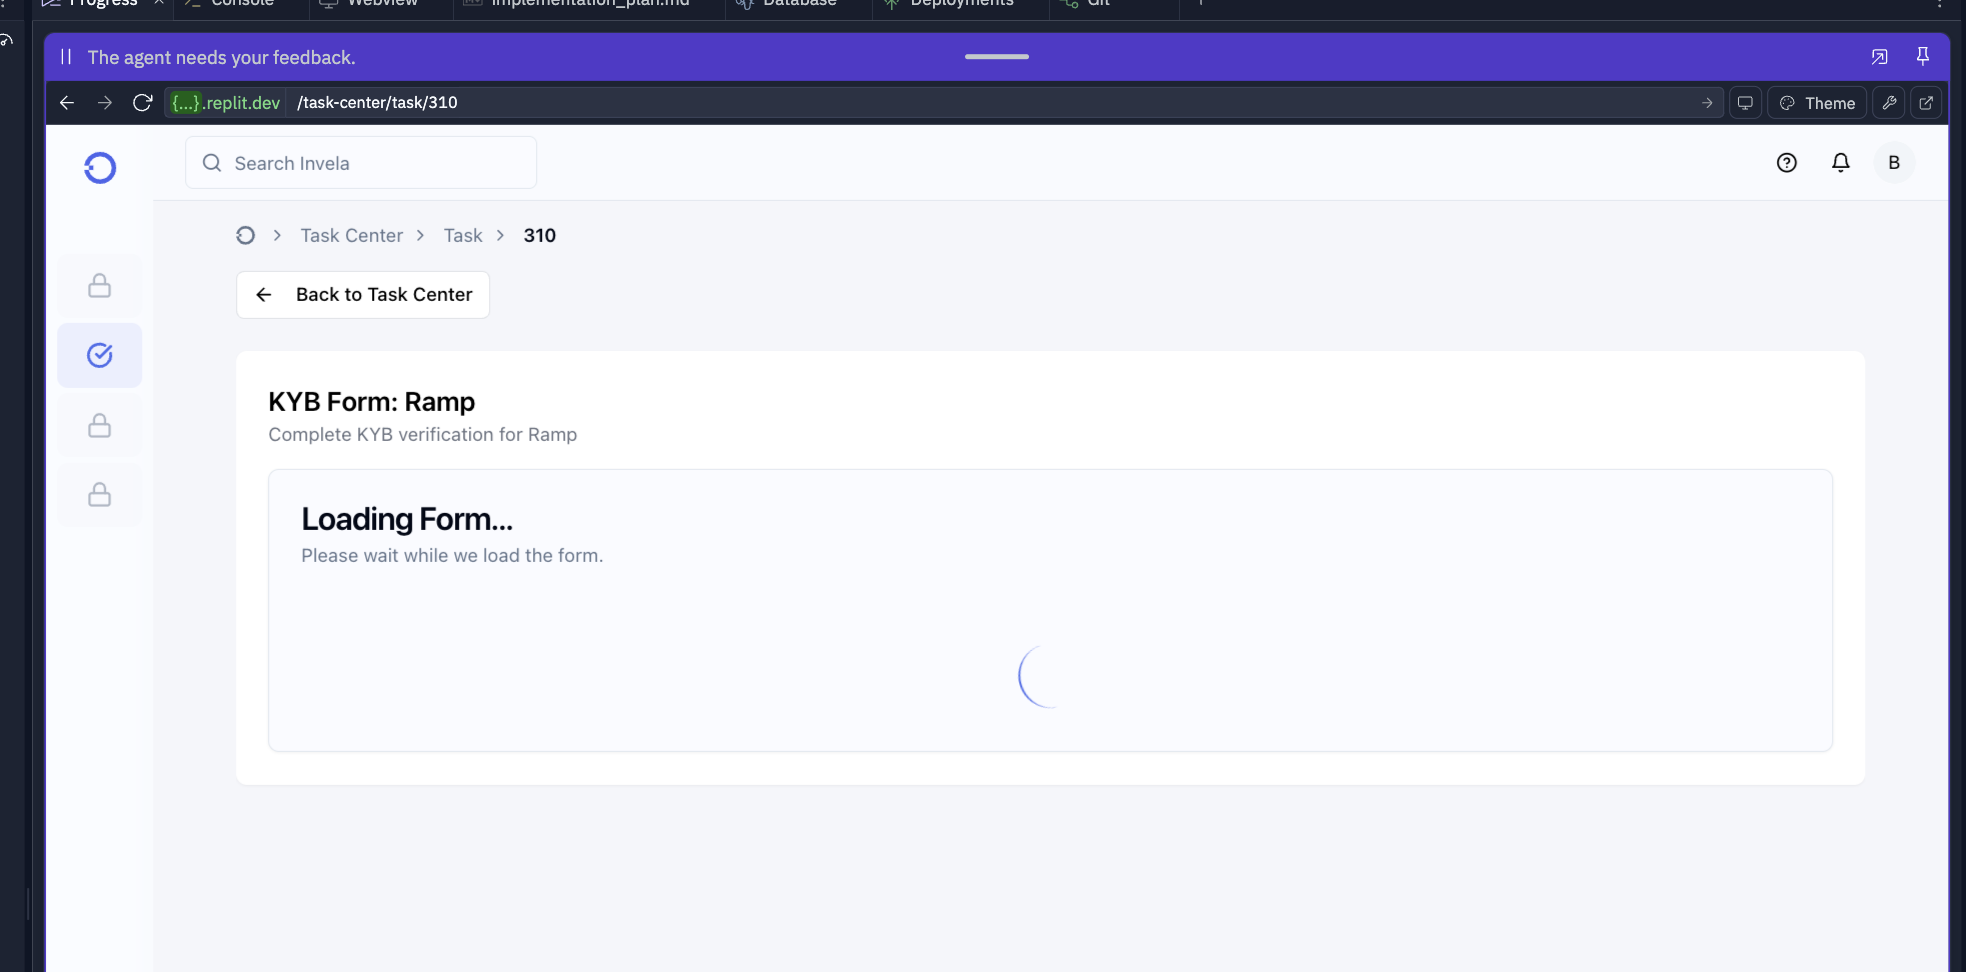 Progress
Console
Webview
Implementation_plan.md
Database
Deployments
Git
The agent needs your feedback.
{...}.replit.dev /task-center/task/310
Theme
Search Invela
B
Task Center > Task > 310
Back to Task Center
KYB Form: Ramp
Complete KYB verification for Ramp
Loading Form...
Please wait while we load the form.